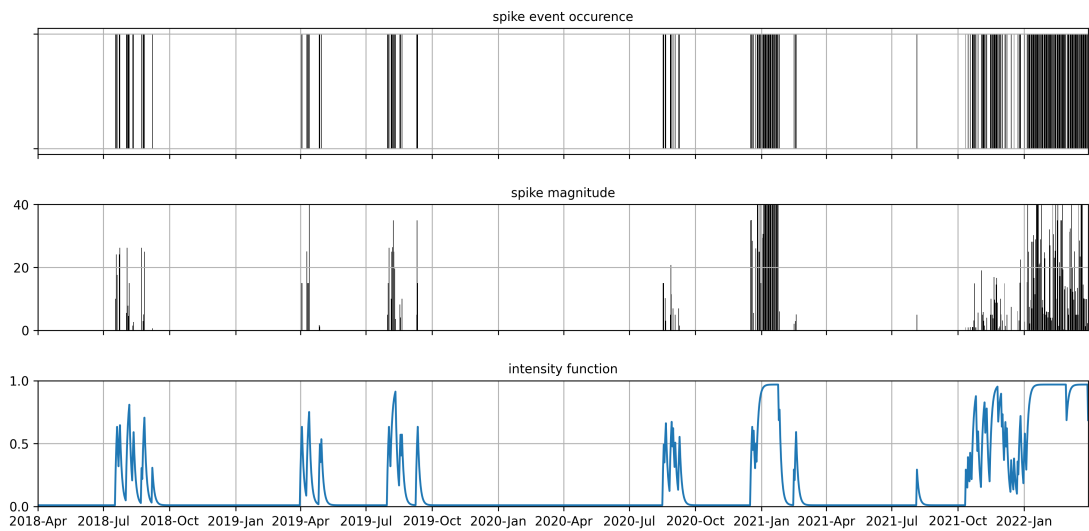 spike event occurence
spike magnitude
40
20
0
intensity function
1.0
0.5
0.0
2018-Apr 2018-Jul 2018-Oct 2019-Jan 2019-Apr 2019-Jul 2019-Oct 2020-Jan 2020-Apr 2020-Jul 2020-Oct 2021-Jan 2021-Apr 2021-Jul 2021-Oct 2022-Jan